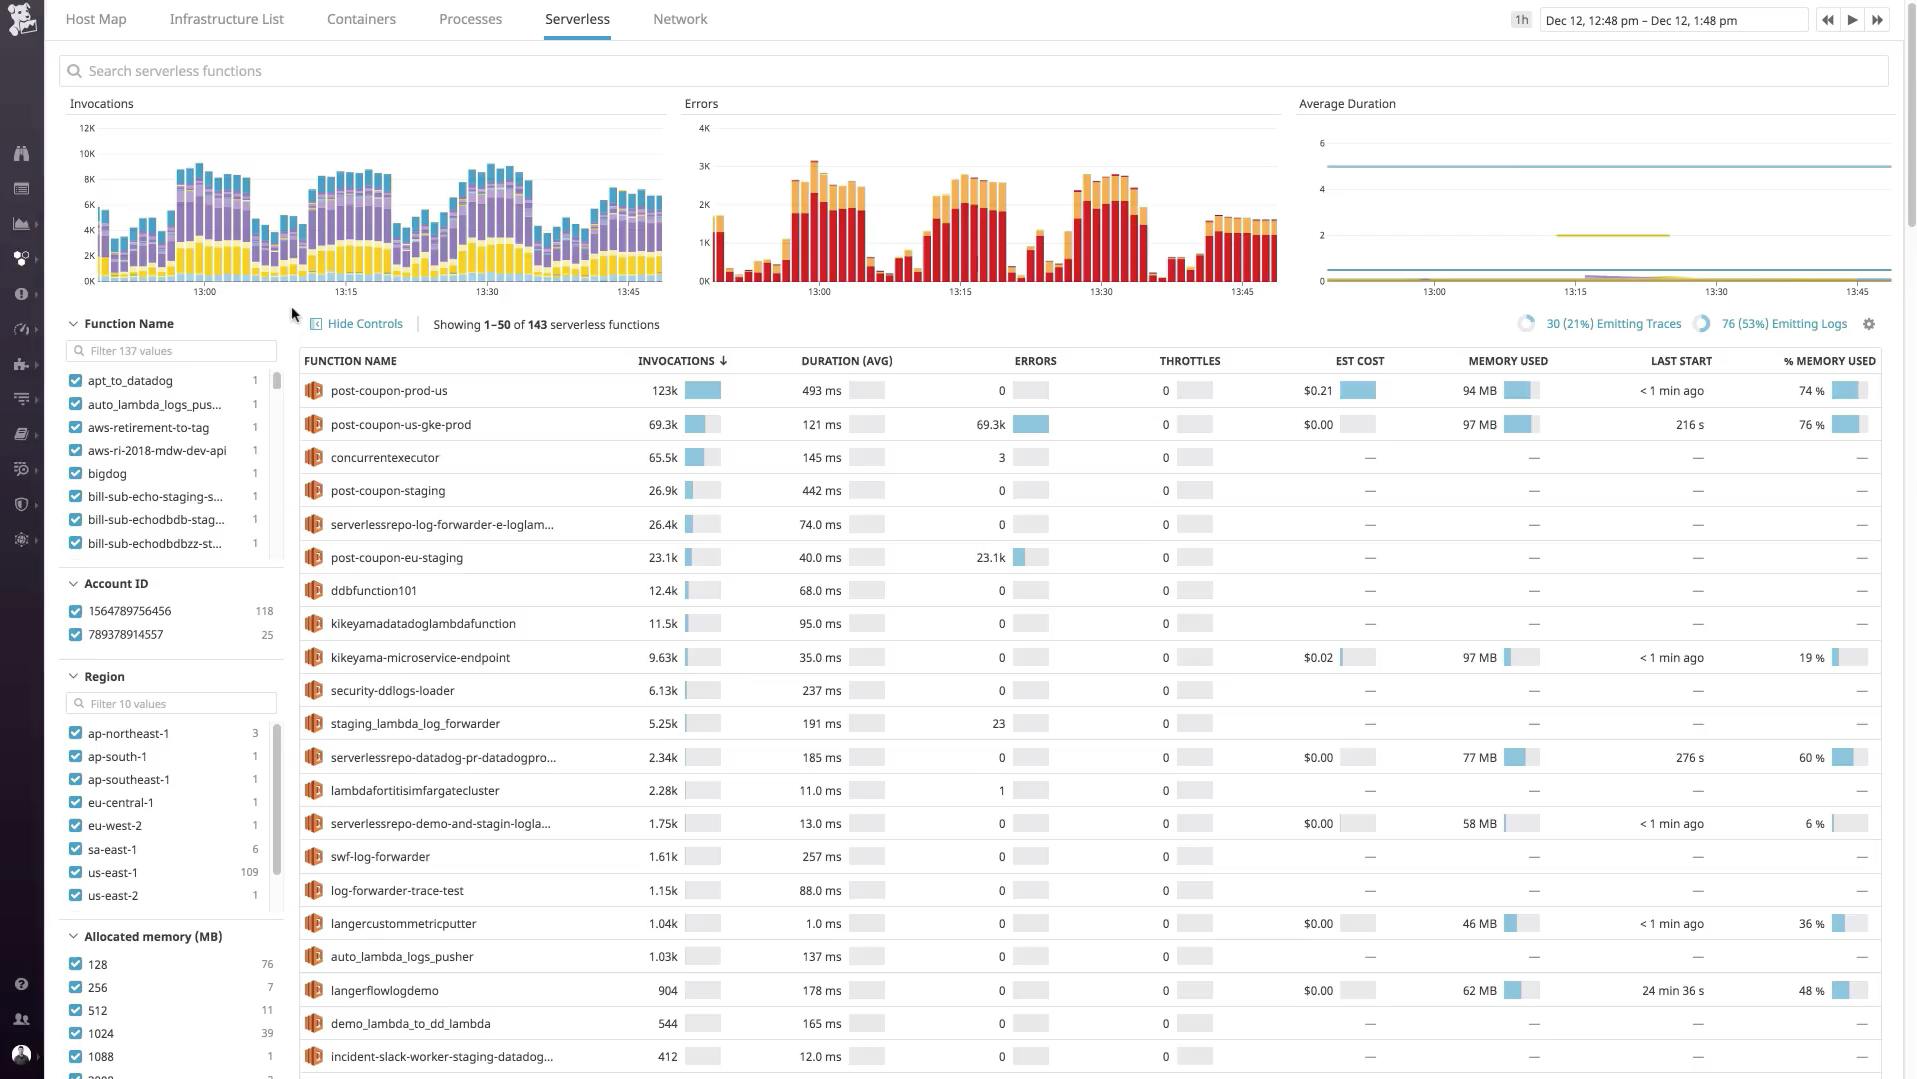 Host Map Infrastructure List Containers Processes Serverless Network 1h Dec 12, 12:48 pm – Dec 12, 1:48 pm
Search serverless functions
Invocations
12K
10K
8K
6K
4K
2K
0K
13:00 13:15 13:30 13:45
Errors
4K
3K
2K
1K
0K
13:00 13:15 13:30 13:45
Average Duration
6
4
2
0
13:00 13:15 13:30 13:45
Function Name
Filter 137 values
apt_to_datadog 1
auto_lambda_logs_pus... 1
aws-retirement-to-tag 1
aws-ri-2018-mdw-dev-api 1
bigdog 1
bill-sub-echo-staging-s... 1
bill-sub-echodbdb-stag... 1
bill-sub-echodbdbzz-st... 1
Account ID
1564789756456 118
789378914557 25
Region
Filter 10 values
ap-northeast-1 3
ap-south-1 1
ap-southeast-1 1
eu-central-1 1
eu-west-2 1
sa-east-1 6
us-east-1 109
us-east-2 1
Allocated memory (MB)
128 76
256 7
512 11
1024 39
1088 1
Hide Controls Showing 1–50 of 143 serverless functions 30 (21%) Emitting Traces 76 (53%) Emitting Logs
FUNCTION NAME INVOCATIONS ↓ DURATION (AVG) ERRORS THROTTLES EST COST MEMORY USED LAST START % MEMORY USED
post-coupon-prod-us 123k 493 ms 0 0 $0.21 94 MB < 1 min ago 74 %
post-coupon-us-gke-prod 69.3k 121 ms 69.3k 0 $0.00 97 MB 216 s 76 %
concurrentexecutor 65.5k 145 ms 3 0 — — — —
post-coupon-staging 26.9k 442 ms 0 0 — — — —
serverlessrepo-log-forwarder-e-loglam... 26.4k 74.0 ms 0 0 — — — —
post-coupon-eu-staging 23.1k 40.0 ms 23.1k 0 — — — —
ddbfunction101 12.4k 68.0 ms 0 0 — — — —
kikeyamadatadoglambdafunction 11.5k 95.0 ms 0 0 — — — —
kikeyama-microservice-endpoint 9.63k 35.0 ms 0 0 $0.02 97 MB < 1 min ago 19 %
security-ddlogs-loader 6.13k 237 ms 0 0 — — — —
staging_lambda_log_forwarder 5.25k 191 ms 23 0 — — — —
serverlessrepo-datadog-pr-datadogpro... 2.34k 185 ms 0 0 $0.00 77 MB 276 s 60 %
lambdafortitisimfargatecluster 2.28k 11.0 ms 1 0 — — — —
serverlessrepo-demo-and-stagin-logla... 1.75k 13.0 ms 0 0 $0.00 58 MB < 1 min ago 6 %
swf-log-forwarder 1.61k 257 ms 0 0 — — — —
log-forwarder-trace-test 1.15k 88.0 ms 0 0 — — — —
langercustommetricputter 1.04k 1.0 ms 0 0 $0.00 46 MB < 1 min ago 36 %
auto_lambda_logs_pusher 1.03k 137 ms 0 0 — — — —
langerflowlogdemo 904 178 ms 0 0 $0.00 62 MB 24 min 36 s 48 %
demo_lambda_to_dd_lambda 544 165 ms 0 0 — — — —
incident-slack-worker-staging-datadog... 412 12.0 ms 0 0 — — — —